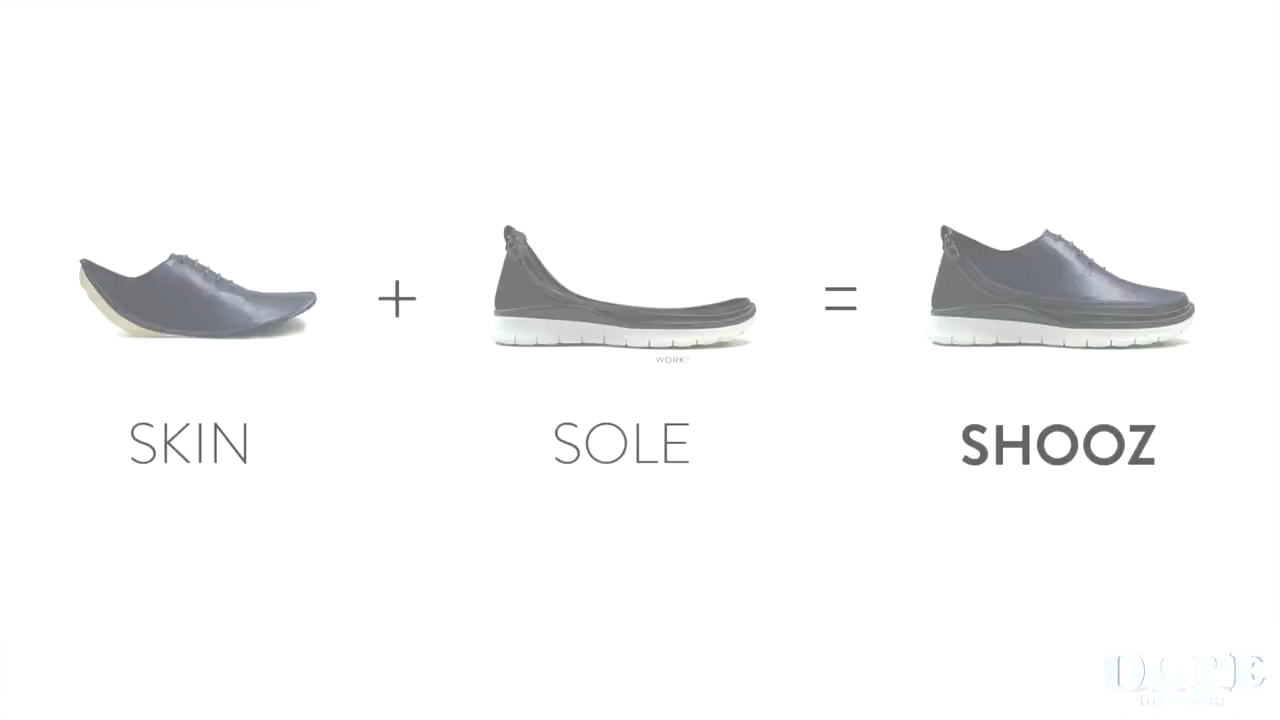 +
=
WORK?
SKIN
SOLE
SHOOZ